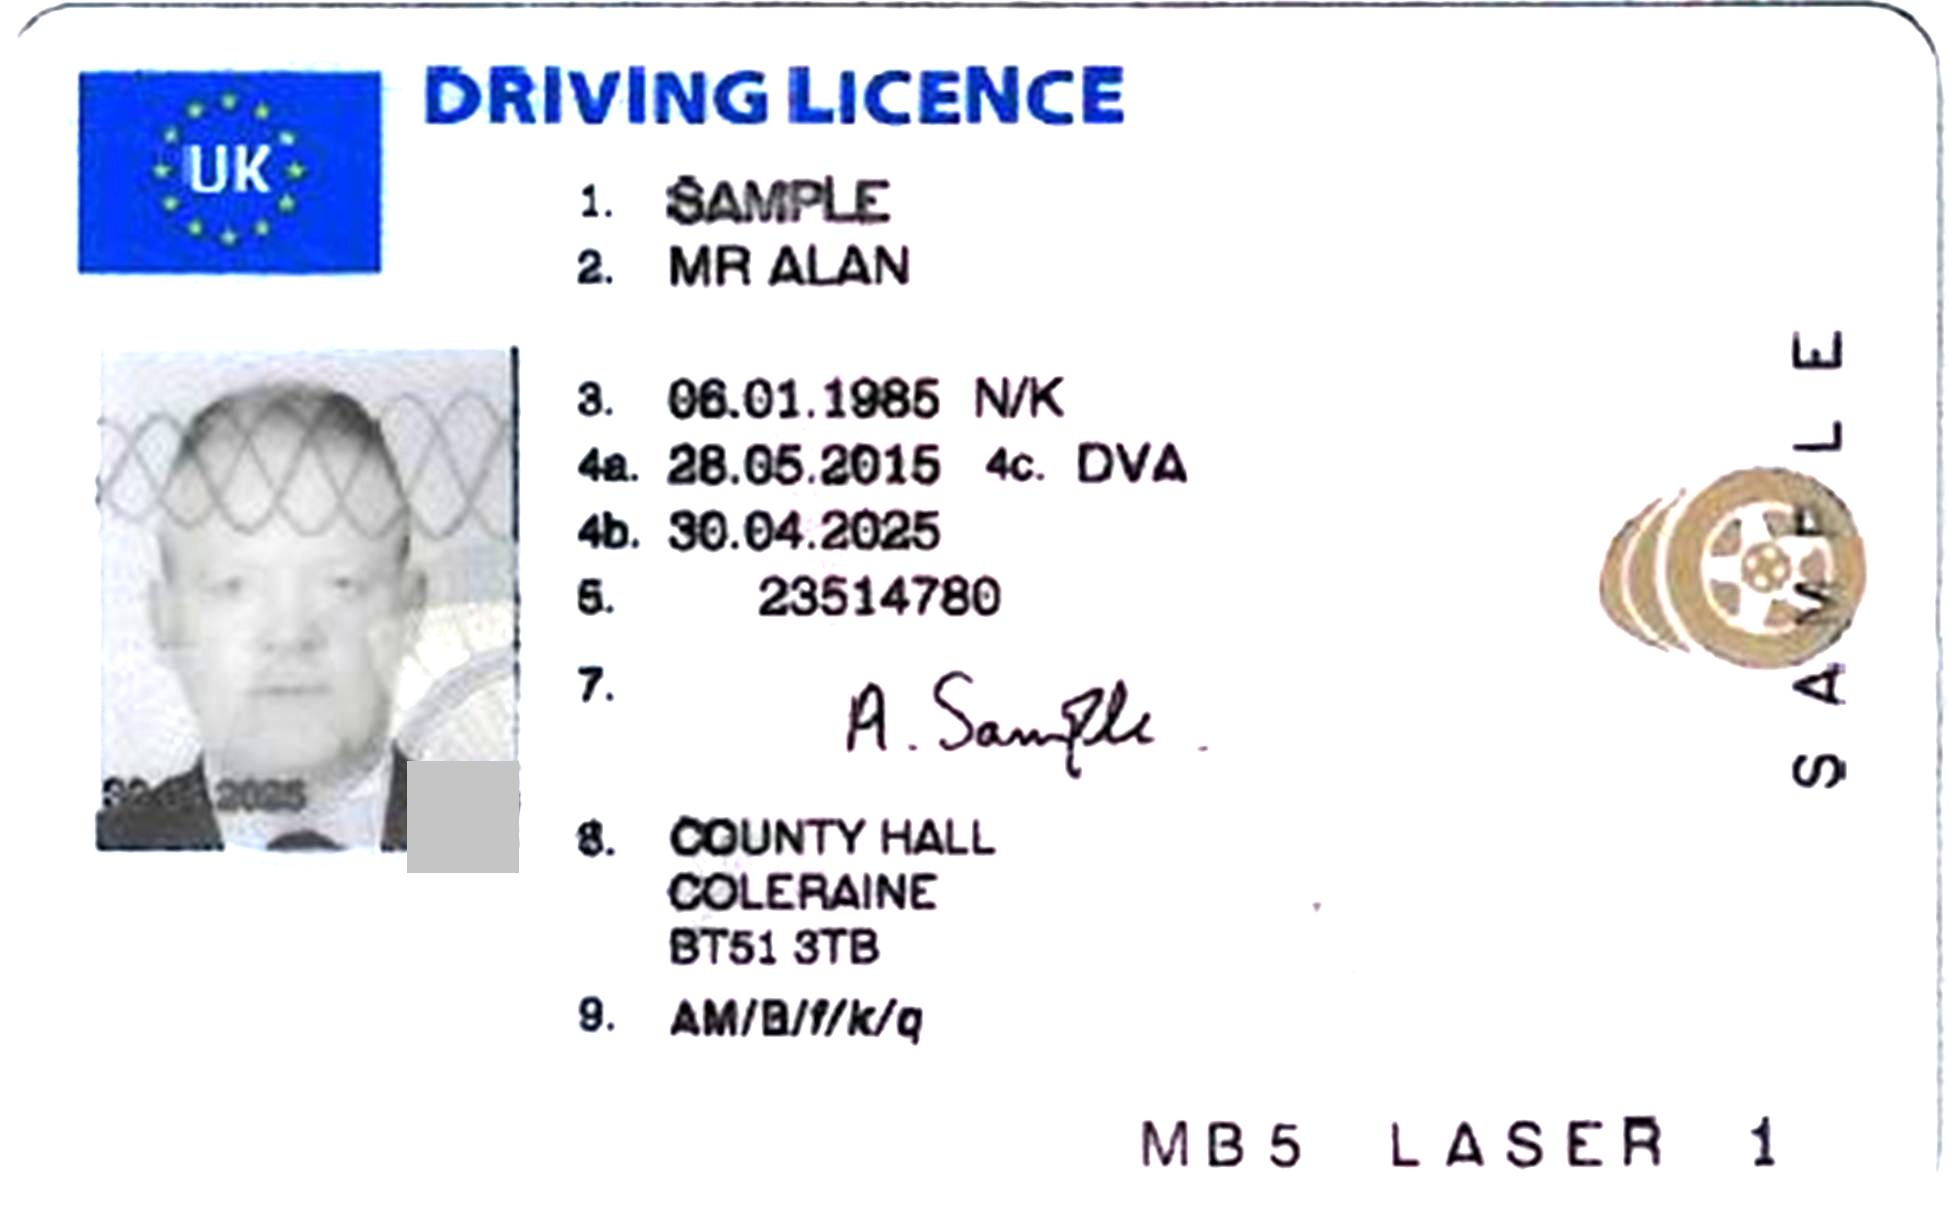 DRIVING LICENCE
UK
1. SAMPLE
2. MR ALAN
3. 06.01.1985 N/K
4a. 28.05.2015 4c. DVA
4b. 30.04.2025
5. 23514780
7. A. Sample
8. COUNTY HALL
COLERAINE
BT51 3TB
9. AM/B/f/k/q
2025
SAMPLE
MB5 LASER 1